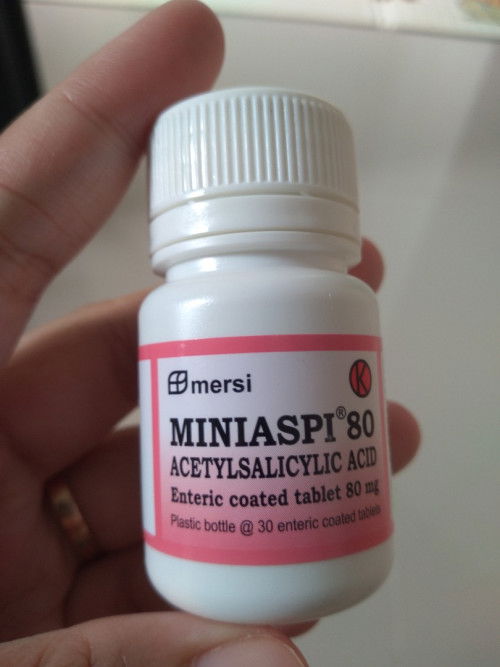 mersi
K
MINIASPI® 80
ACETYLSALICYLIC ACID
Enteric coated tablet 80 mg
Plastic bottle @ 30 enteric coated tablets